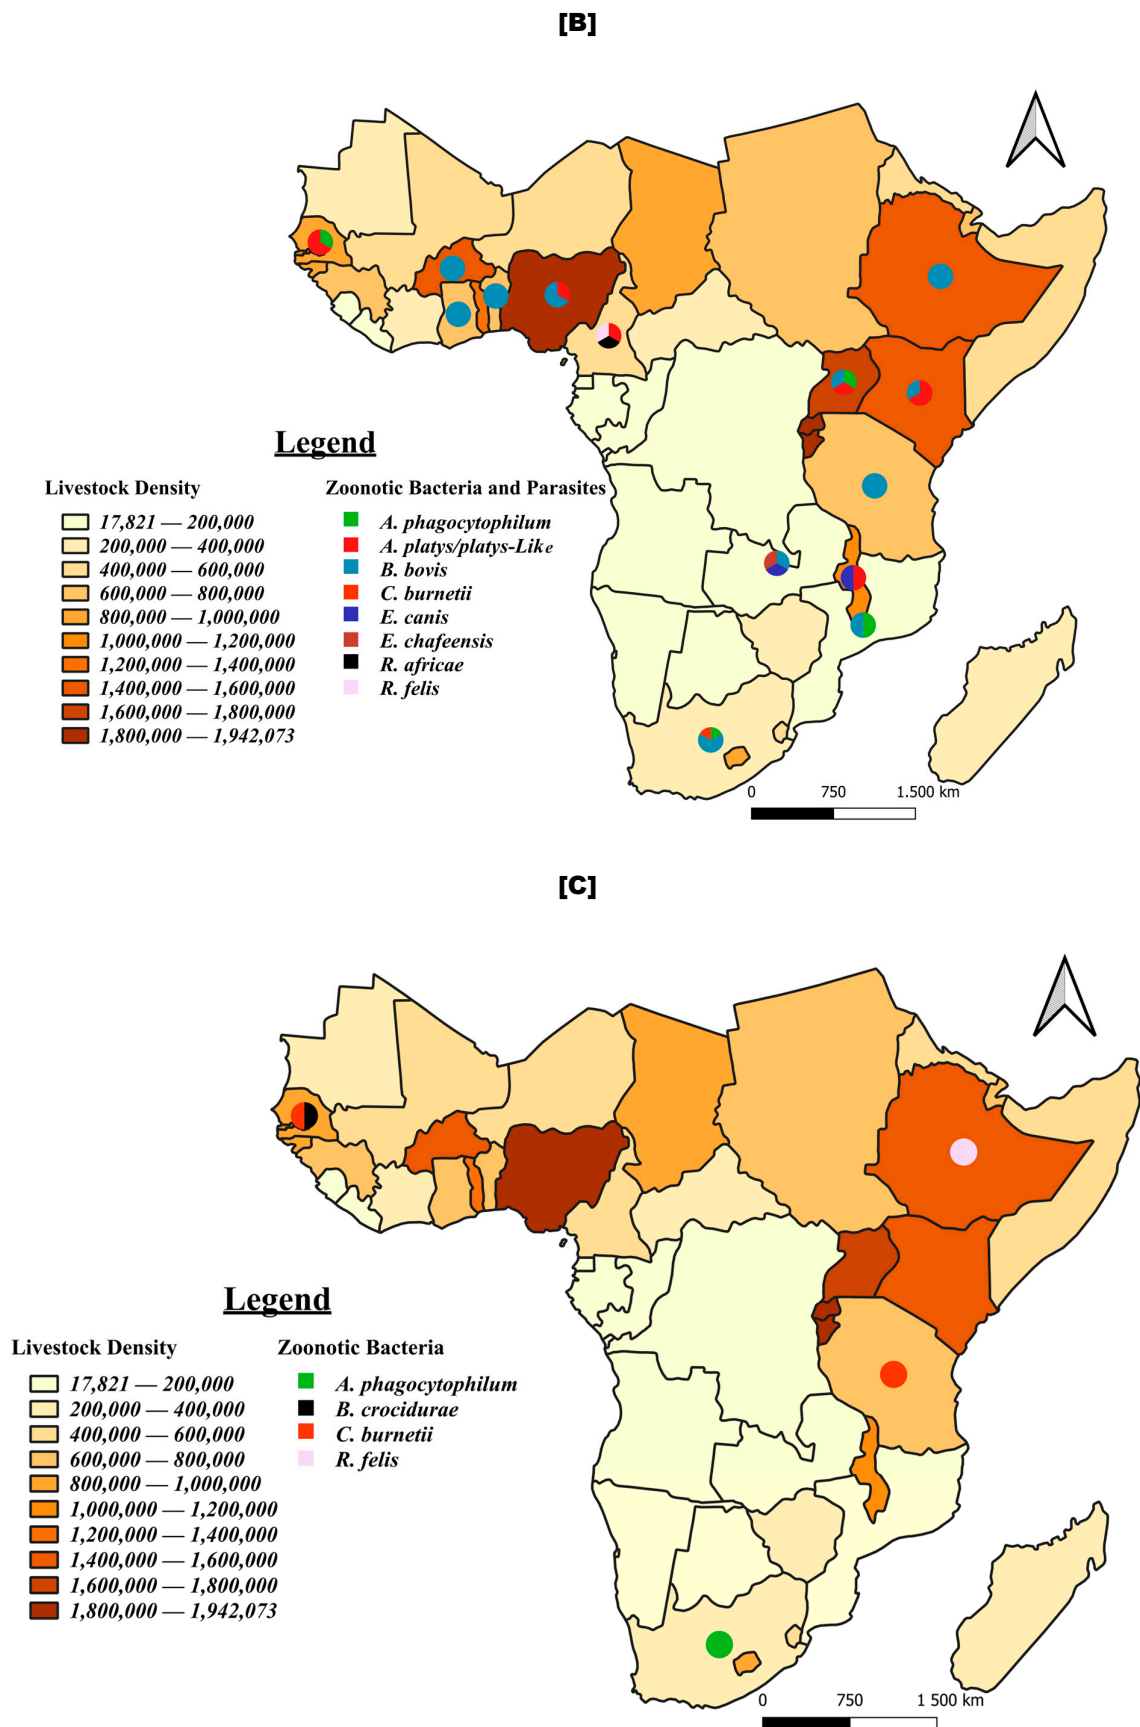 [B]
Legend
Livestock Density
17,821 — 200,000
200,000 — 400,000
400,000 — 600,000
600,000 — 800,000
800,000 — 1,000,000
1,000,000 — 1,200,000
1,200,000 — 1,400,000
1,400,000 — 1,600,000
1,600,000 — 1,800,000
1,800,000 — 1,942,073
Zoonotic Bacteria and Parasites
A. phagocytophilum
A. platys/platys-Like
B. bovis
C. burnetii
E. canis
E. chafeensis
R. africae
R. felis
0 750 1.500 km
[C]
Legend
Livestock Density
17,821 — 200,000
200,000 — 400,000
400,000 — 600,000
600,000 — 800,000
800,000 — 1,000,000
1,000,000 — 1,200,000
1,200,000 — 1,400,000
1,400,000 — 1,600,000
1,600,000 — 1,800,000
1,800,000 — 1,942,073
Zoonotic Bacteria
A. phagocytophilum
B. crocidurae
C. burnetii
R. felis
0 750 1 500 km